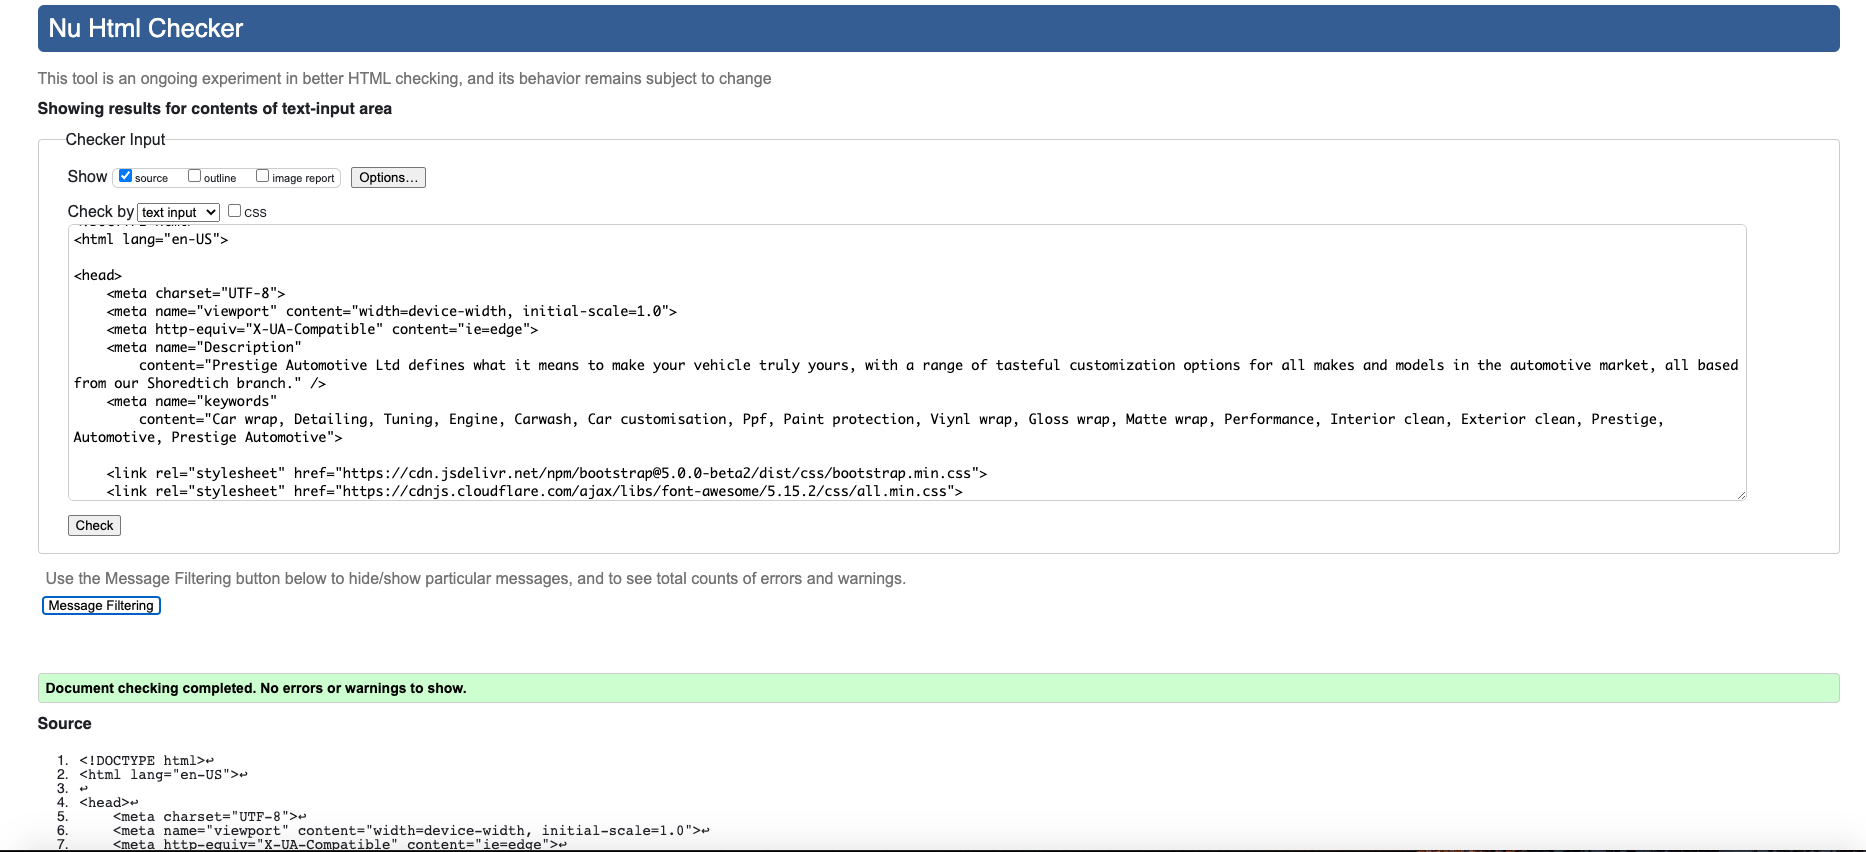 Nu Html Checker
This tool is an ongoing experiment in better HTML checking, and its behavior remains subject to change
Showing results for contents of text-input area
Checker Input
Show source outline image report Options…
Check by text input CSS
<html lang="en-US">
<head>
<meta charset="UTF-8">
<meta name="viewport" content="width=device-width, initial-scale=1.0">
<meta http-equiv="X-UA-Compatible" content="ie=edge">
<meta name="Description"
content="Prestige Automotive Ltd defines what it means to make your vehicle truly yours, with a range of tasteful customization options for all makes and models in the automotive market, all based
from our Shoredtich branch." />
<meta name="keywords"
content="Car wrap, Detailing, Tuning, Engine, Carwash, Car customisation, Ppf, Paint protection, Viynl wrap, Gloss wrap, Matte wrap, Performance, Interior clean, Exterior clean, Prestige,
Automotive, Prestige Automotive">
<link rel="stylesheet" href="https://cdn.jsdelivr.net/npm/bootstrap@5.0.0-beta2/dist/css/bootstrap.min.css">
<link rel="stylesheet" href="https://cdnjs.cloudflare.com/ajax/libs/font-awesome/5.15.2/css/all.min.css">
Check
Use the Message Filtering button below to hide/show particular messages, and to see total counts of errors and warnings.
Message Filtering
Document checking completed. No errors or warnings to show.
Source
1. <!DOCTYPE html>↩
2. <html lang="en-US">↩
3. ↩
4. <head>↩
5. <meta charset="UTF-8">↩
6. <meta name="viewport" content="width=device-width, initial-scale=1.0">↩
7. <meta http-equiv="X-UA-Compatible" content="ie=edge">↩